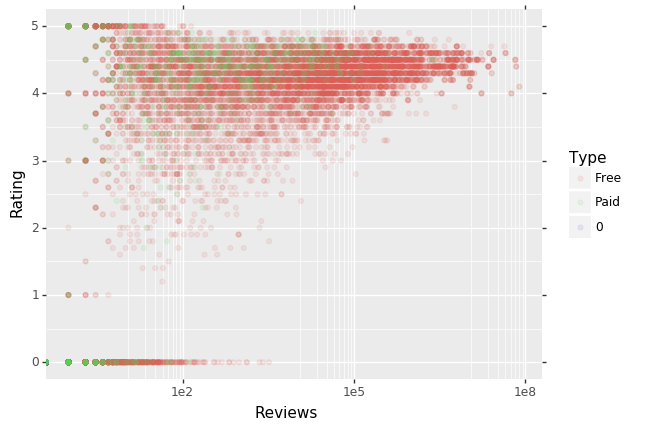 5
4
3
2
1
0
Rating
1e2
1e5
1e8
Reviews
Type
Free
Paid
0